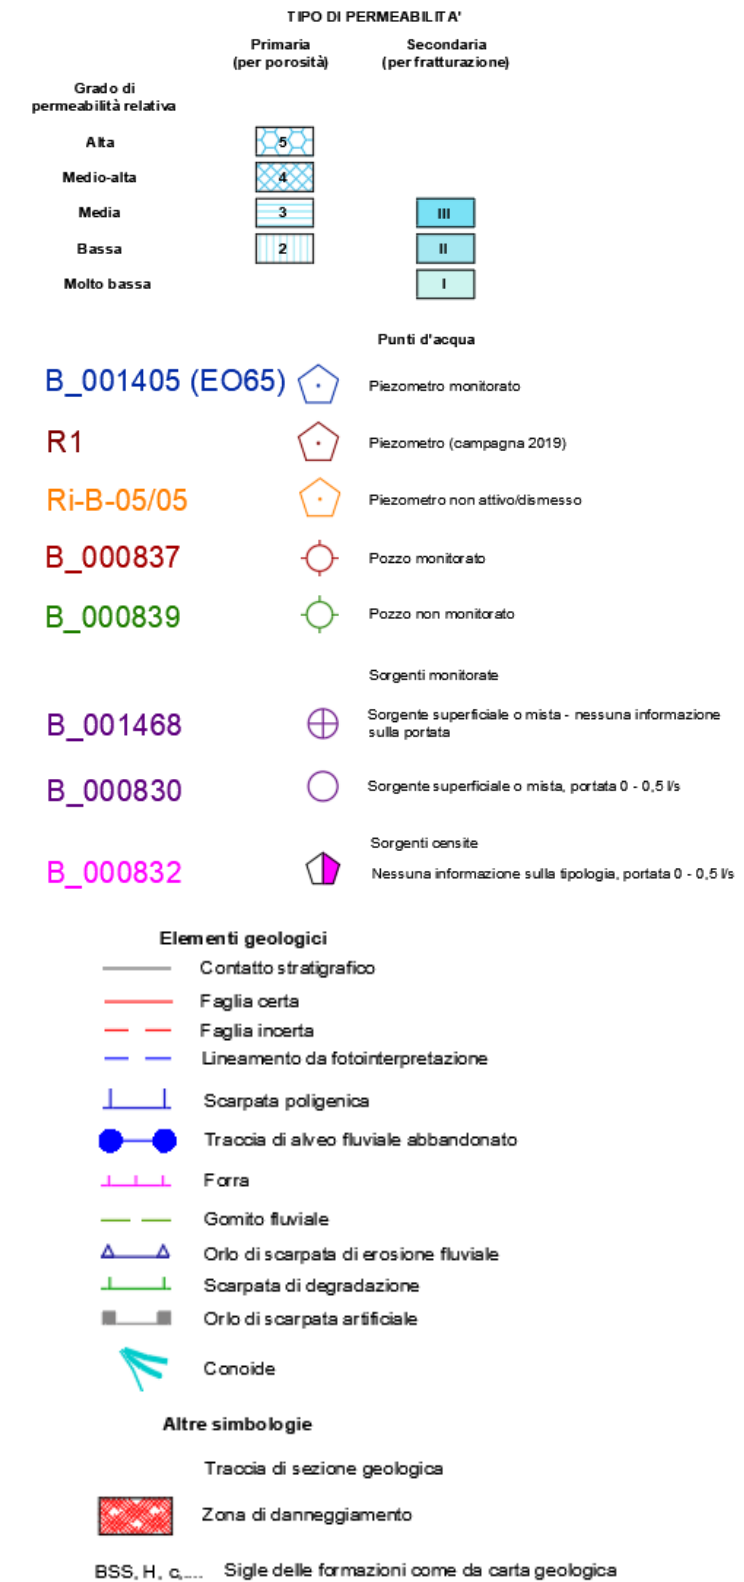 TIPO DI PERMEABILITA'
Primaria
(per porosità)
Secondaria
(per fratturazione)
Grado di
permeabilità relativa
Alta
5
Medio-alta
4
Media
3
III
Bassa
2
II
Molto bassa
I
Punti d'acqua
B_001405 (EO65)
Piezometro monitorato
R1
Piezometro (campagna 2019)
Ri-B-05/05
Piezometro non attivo/dismesso
B_000837
Pozzo monitorato
B_000839
Pozzo non monitorato
Sorgenti monitorate
B_001468
Sorgente superficiale o mista - nessuna informazione
sulla portata
B_000830
Sorgente superficiale o mista, portata 0 - 0,5 l/s
Sorgenti censite
B_000832
Nessuna informazione sulla tipologia, portata 0 - 0,5 l/s
Elementi geologici
Contatto stratigrafico
Faglia certa
Faglia incerta
Lineamento da fotointerpretazione
Scarpata poligenica
Traccia di alveo fluviale abbandonato
Forra
Gomito fluviale
Orlo di scarpata di erosione fluviale
Scarpata di degradazione
Orlo di scarpata artificiale
Conoide
Altre simbologie
Traccia di sezione geologica
Zona di danneggiamento
BSS, H, c,.... Sigle delle formazioni come da carta geologica